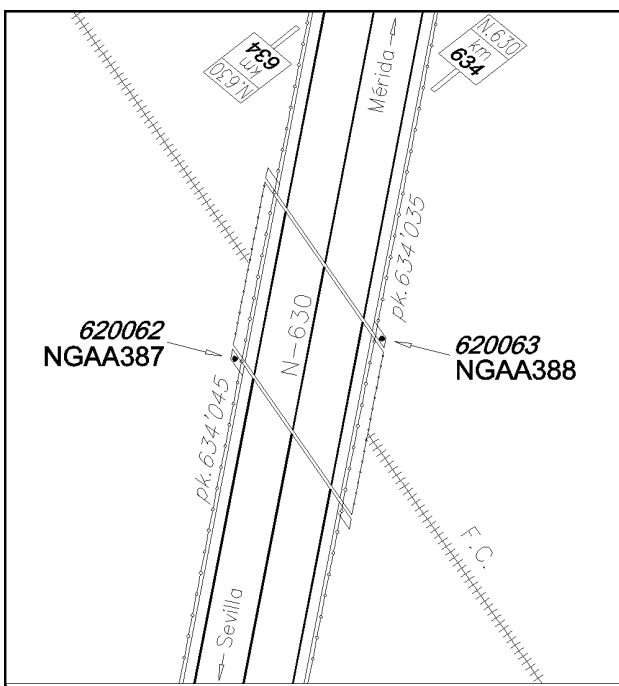 N.630
km
634
N.630
km
634
Mérida
pk.634'035
N-630
620062
NGAA387
620063
NGAA388
pk.634'045
F.C.
Sevilla